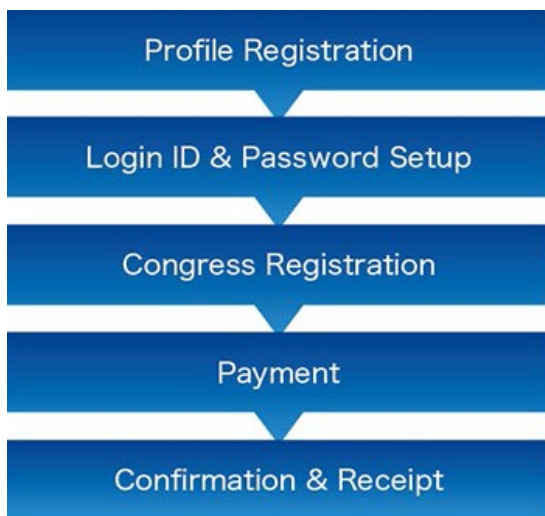 Profile Registration
Login ID & Password Setup
Congress Registration
Payment
Confirmation & Receipt